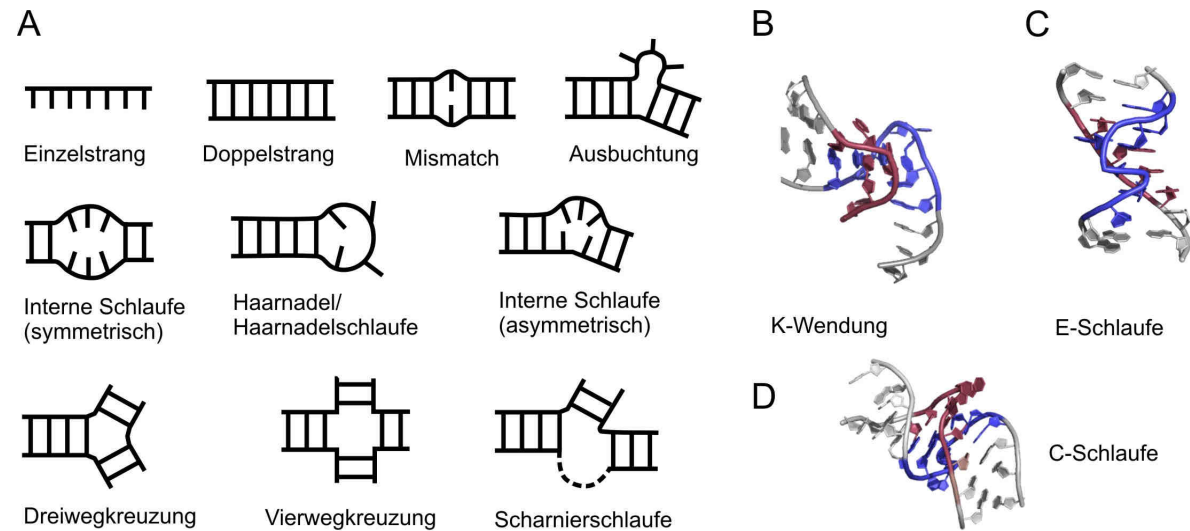 A
B
C
Einzelstrang
Doppelstrang
Mismatch
Ausbuchtung
Interne Schlaufe
(symmetrisch)
Haarnadel/
Haarnadelschlaufe
Interne Schlaufe
(asymmetrisch)
K-Wendung
E-Schlaufe
D
C-Schlaufe
Dreiwegkreuzung
Vierwegkreuzung
Scharnierschlaufe